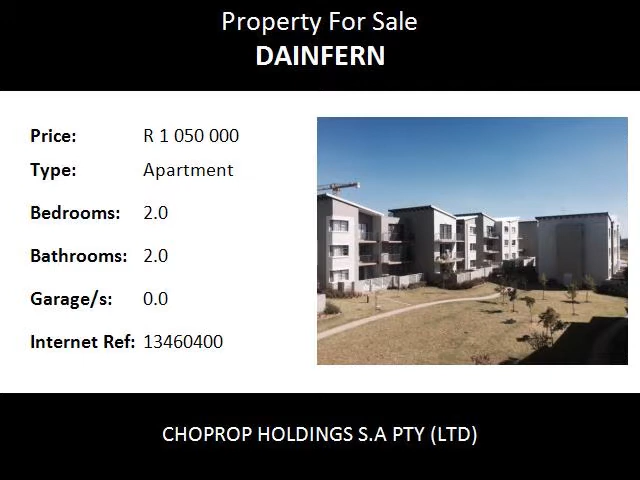 Property For Sale
DAINFERN
Price: R 1 050 000
Type: Apartment
Bedrooms: 2.0
Bathrooms: 2.0
Garage/s: 0.0
Internet Ref: 13460400
CHOPROP HOLDINGS S.A PTY (LTD)